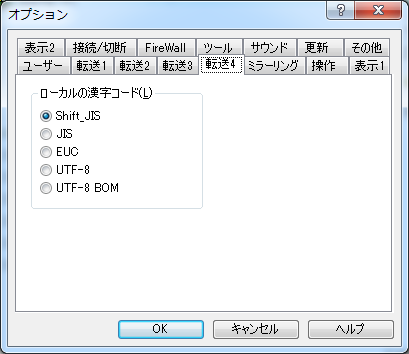 オプション
表示2 接続/切断 FireWall ツール サウンド 更新 その他
ユーザー 転送1 転送2 転送3 転送4 ミラーリング 操作 表示1
ローカルの漢字コード(L)
Shift_JIS
JIS
EUC
UTF-8
UTF-8 BOM
OK キャンセル ヘルプ